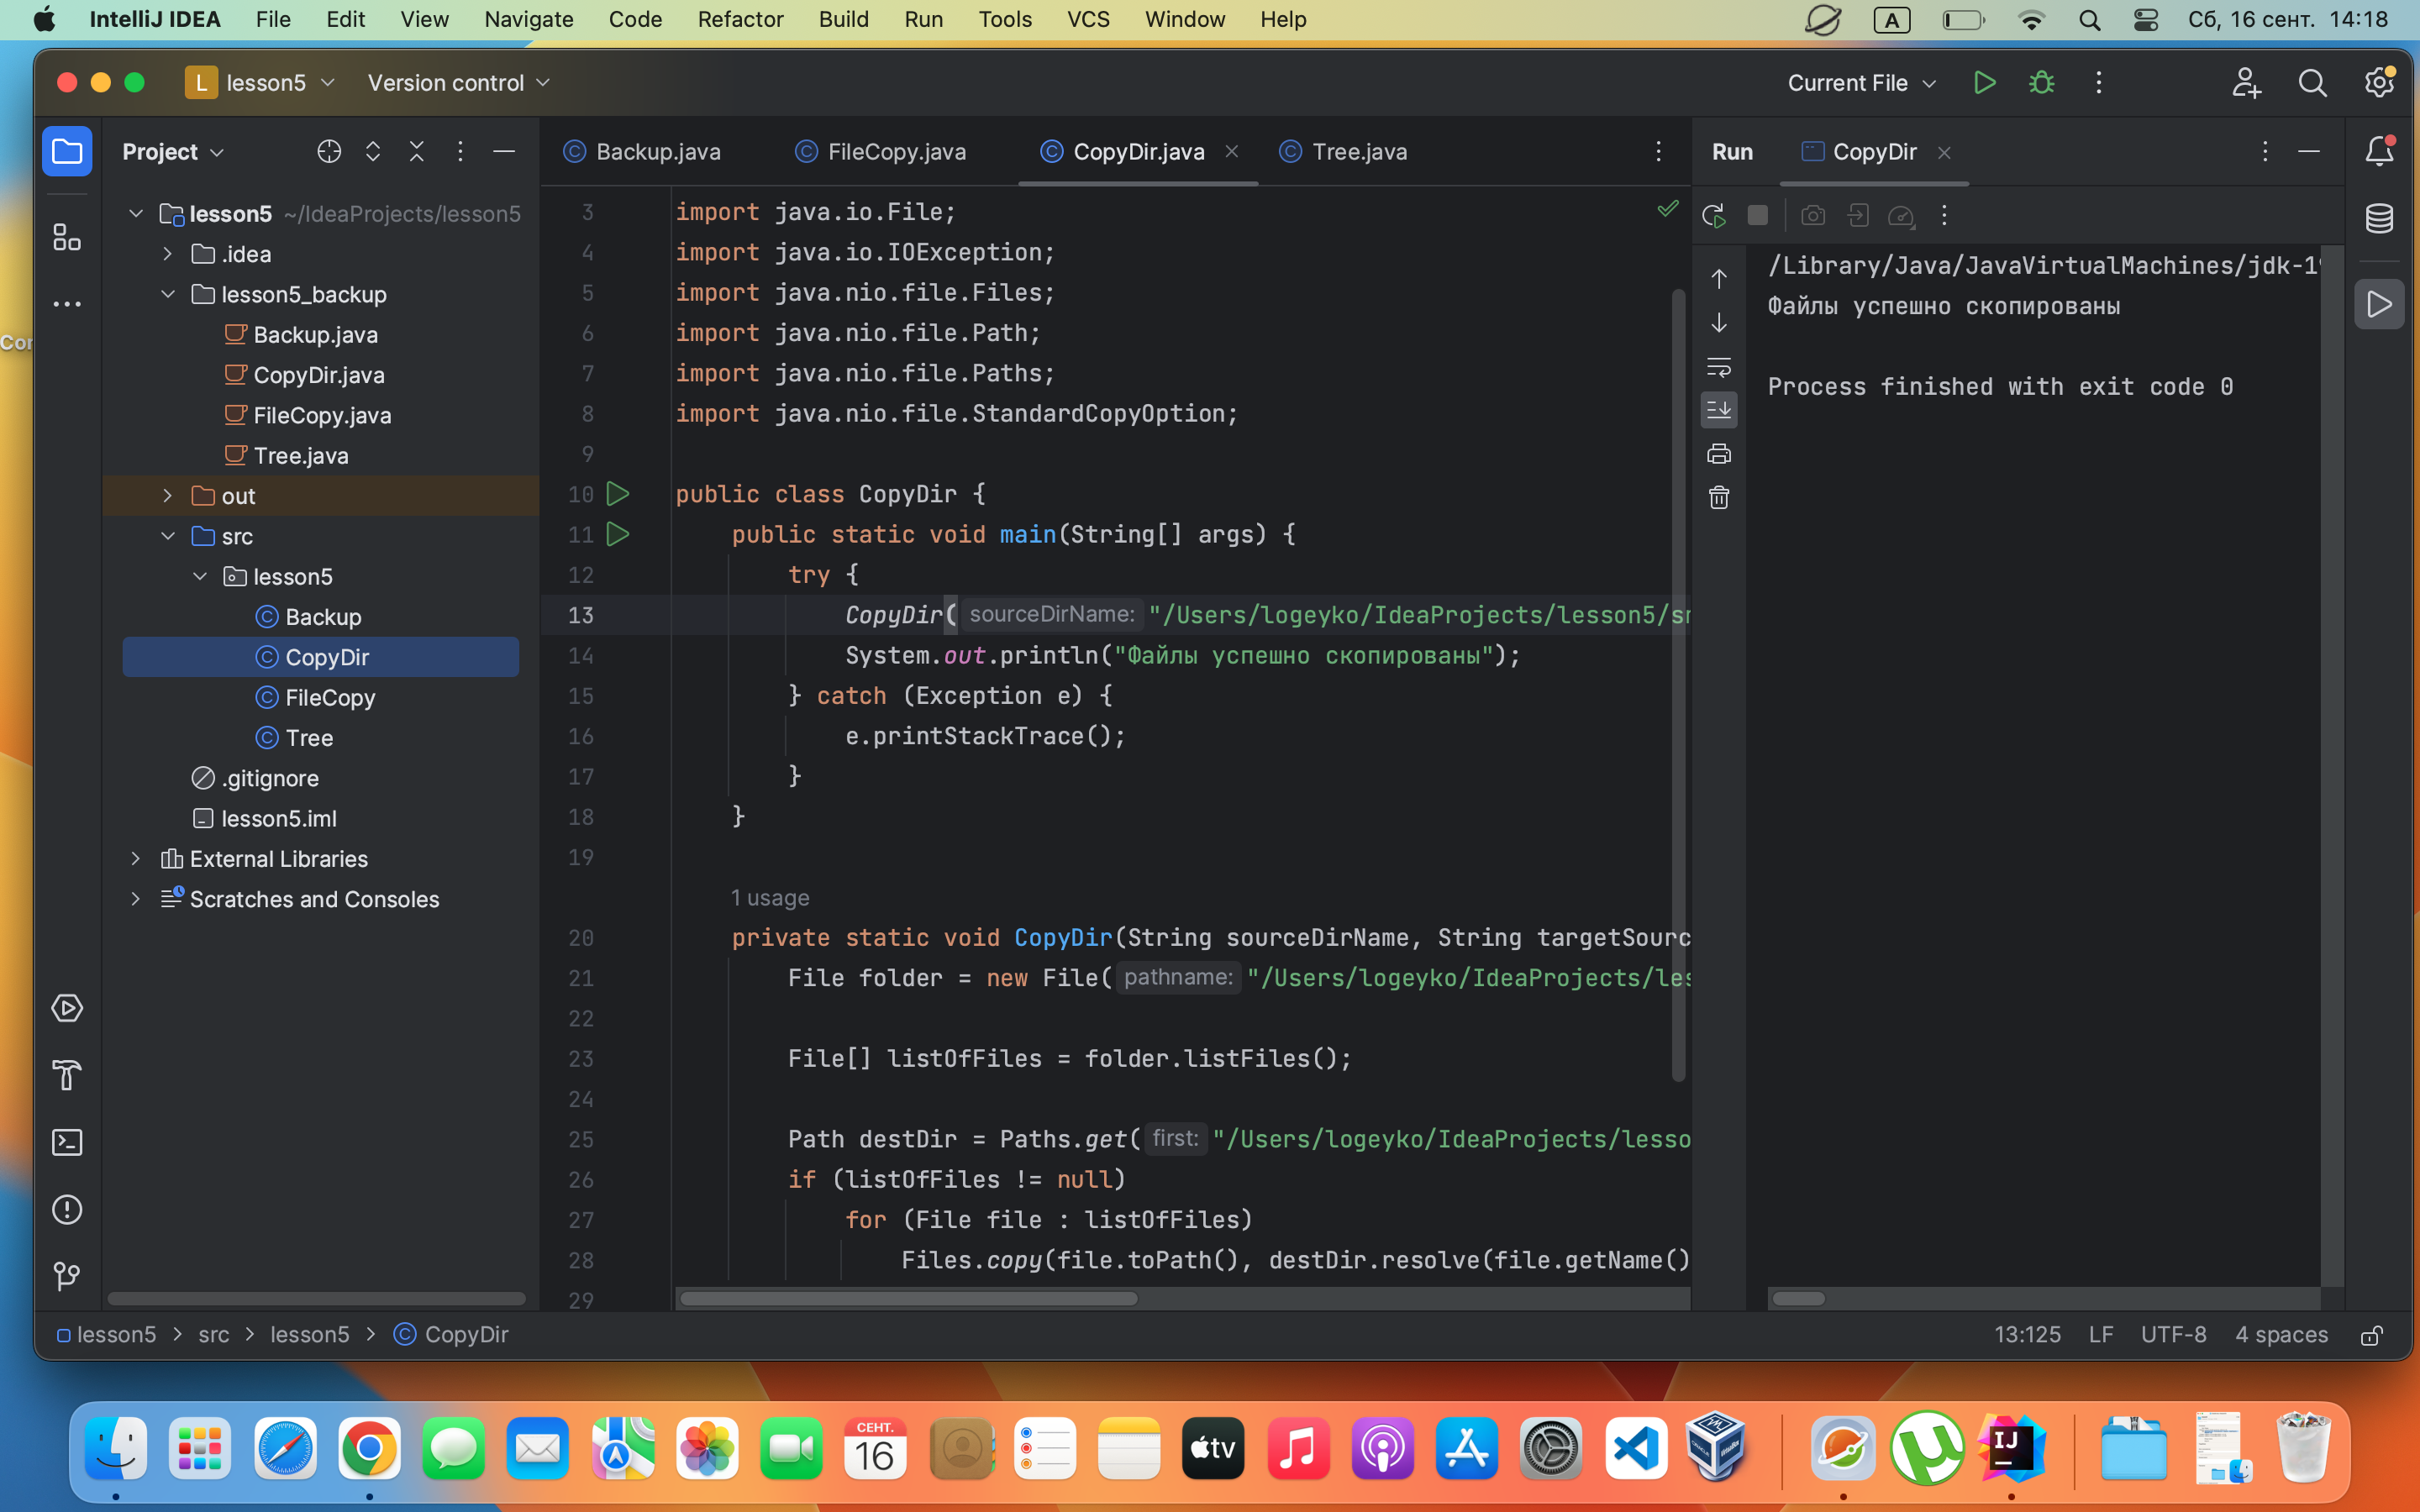 IntelliJ IDEA File Edit View Navigate Code Refactor Build Run Tools VCS Window Help A Сб, 16 сент. 14:18
L lesson5 Version control Current File
Project
Backup.java FileCopy.java CopyDir.java Tree.java
Run CopyDir
lesson5 ~/IdeaProjects/lesson5
.idea
lesson5_backup
Backup.java
CopyDir.java
FileCopy.java
Tree.java
out
src
lesson5
Backup
CopyDir
FileCopy
Tree
.gitignore
lesson5.iml
External Libraries
Scratches and Consoles
3 import java.io.File;
4 import java.io.IOException;
5 import java.nio.file.Files;
6 import java.nio.file.Path;
7 import java.nio.file.Paths;
8 import java.nio.file.StandardCopyOption;
9
10 public class CopyDir {
11 public static void main(String[] args) {
12 try {
13 CopyDir( sourceDirName: "/Users/logeyko/IdeaProjects/lesson5/sr
14 System.out.println("Файлы успешно скопированы");
15 } catch (Exception e) {
16 e.printStackTrace();
17 }
18 }
19
1 usage
20 private static void CopyDir(String sourceDirName, String targetSourc
21 File folder = new File( pathname: "/Users/logeyko/IdeaProjects/les
22
23 File[] listOfFiles = folder.listFiles();
24
25 Path destDir = Paths.get( first: "/Users/logeyko/IdeaProjects/lesso
26 if (listOfFiles != null)
27 for (File file : listOfFiles)
28 Files.copy(file.toPath(), destDir.resolve(file.getName()
29
/Library/Java/JavaVirtualMachines/jdk-19
Файлы успешно скопированы
Process finished with exit code 0
lesson5 src lesson5 CopyDir
13:125 LF UTF-8 4 spaces
СЕНТ.
16
tv
IJ